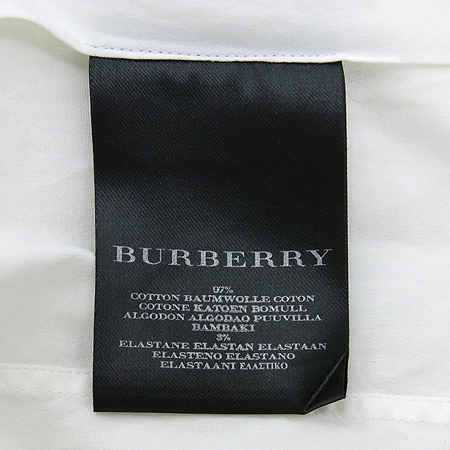 BURBERRY
97%
COTTON BAUMWOLLE COTON
COTONE KATOEN BOMULL
ALGODON ALGODAO PUUVILLA
BAMBAKI
3%
ELASTANE ELASTAN ELASTAAN
ELASTENO ELASTANO
ELASTAANI ΕΛΑΣΤΙΚΟ